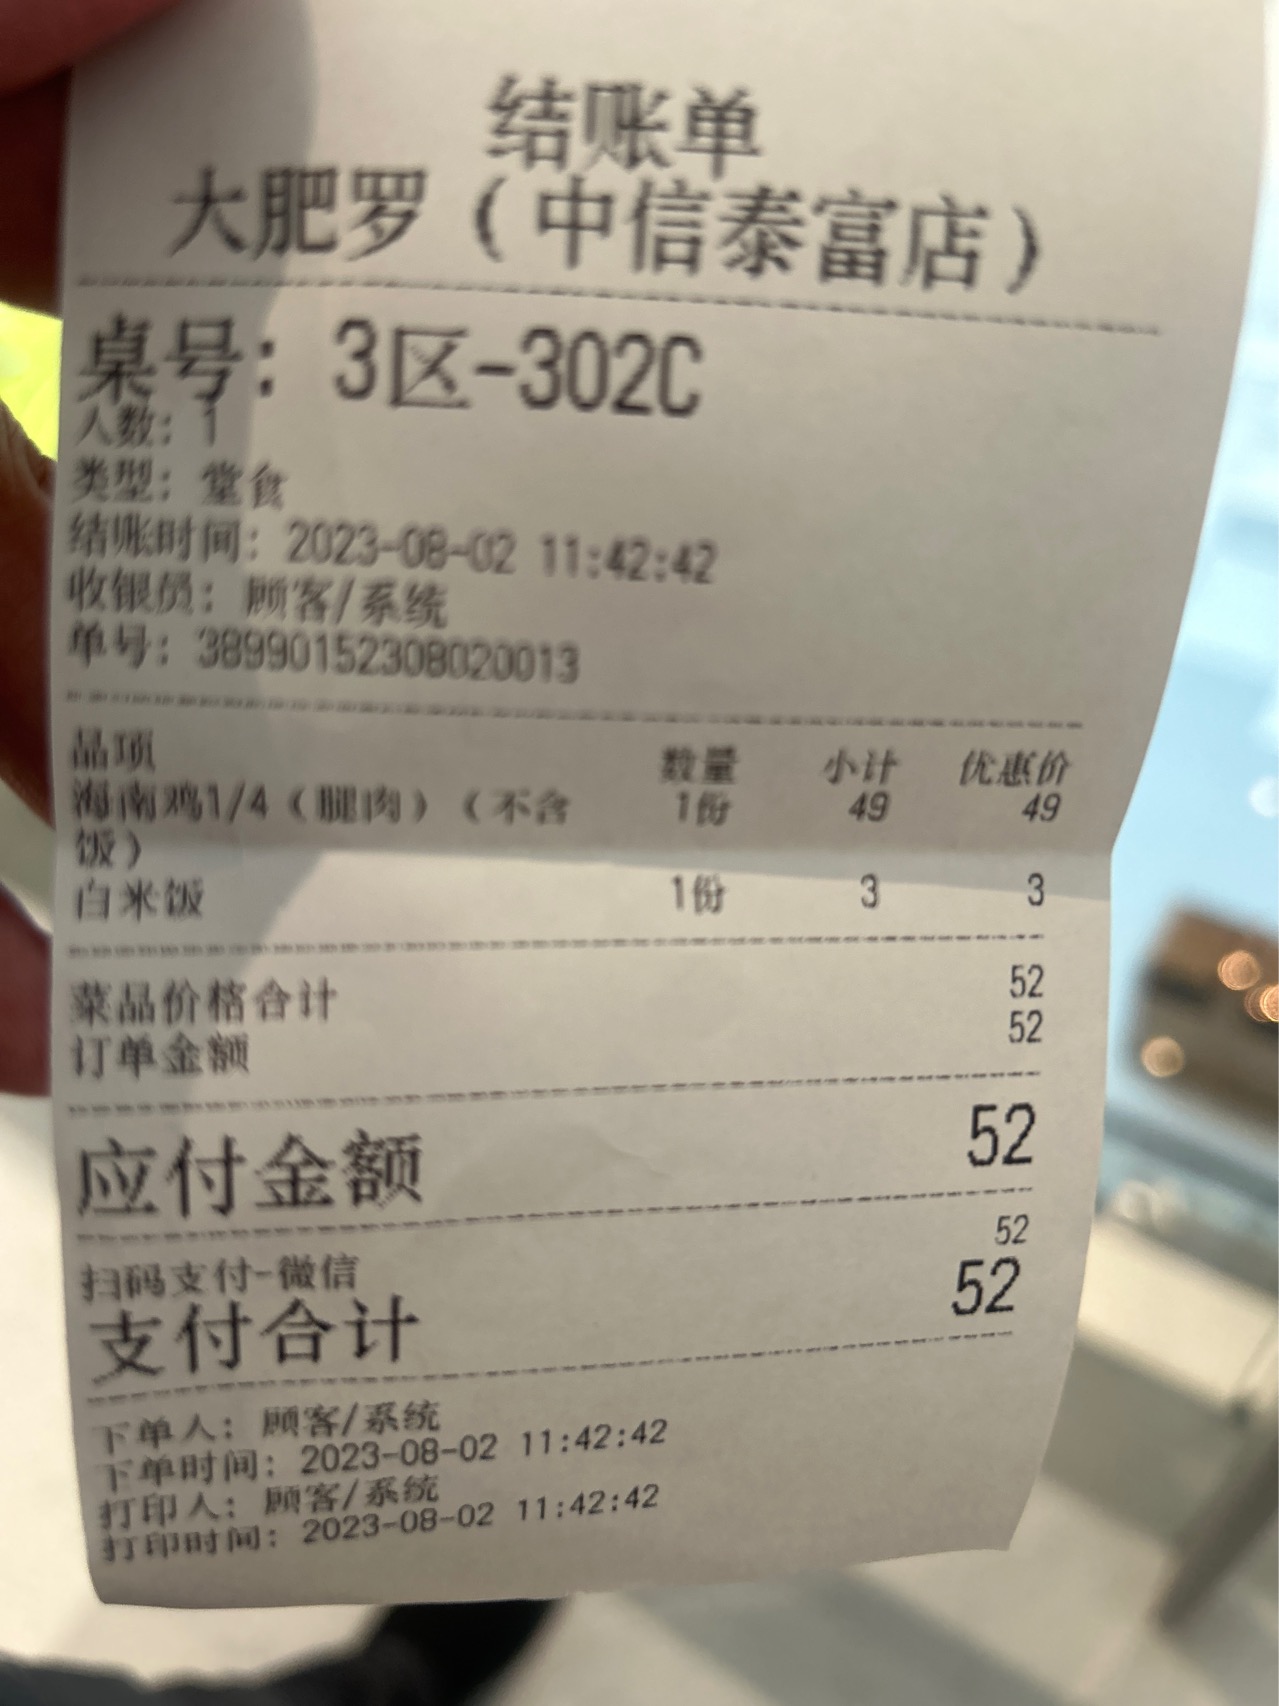 结账单
大肥罗（中信泰富店）
桌号：3区-302C
人数：1
类型：堂食
结账时间：2023-08-02 11:42:42
收银员：顾客/系统
单号：38990152308020013
品项 数量 小计 优惠价
海南鸡1/4（腿肉）（不含 1份 49 49
饭）
白米饭 1份 3 3
菜品价格合计 52
订单金额 52
应付金额 52
扫码支付-微信 52
支付合计 52
下单人：顾客/系统
下单时间：2023-08-02 11:42:42
打印人：顾客/系统
打印时间：2023-08-02 11:42:42